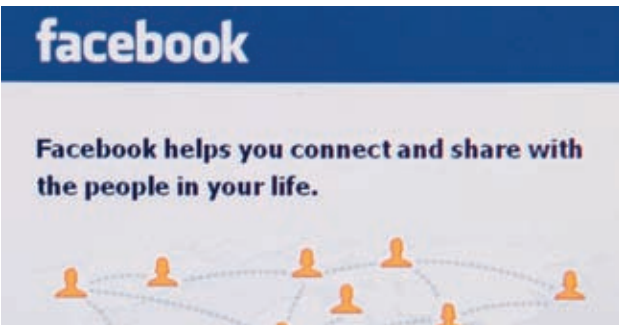 facebook
Facebook helps you connect and share with
the people in your life.